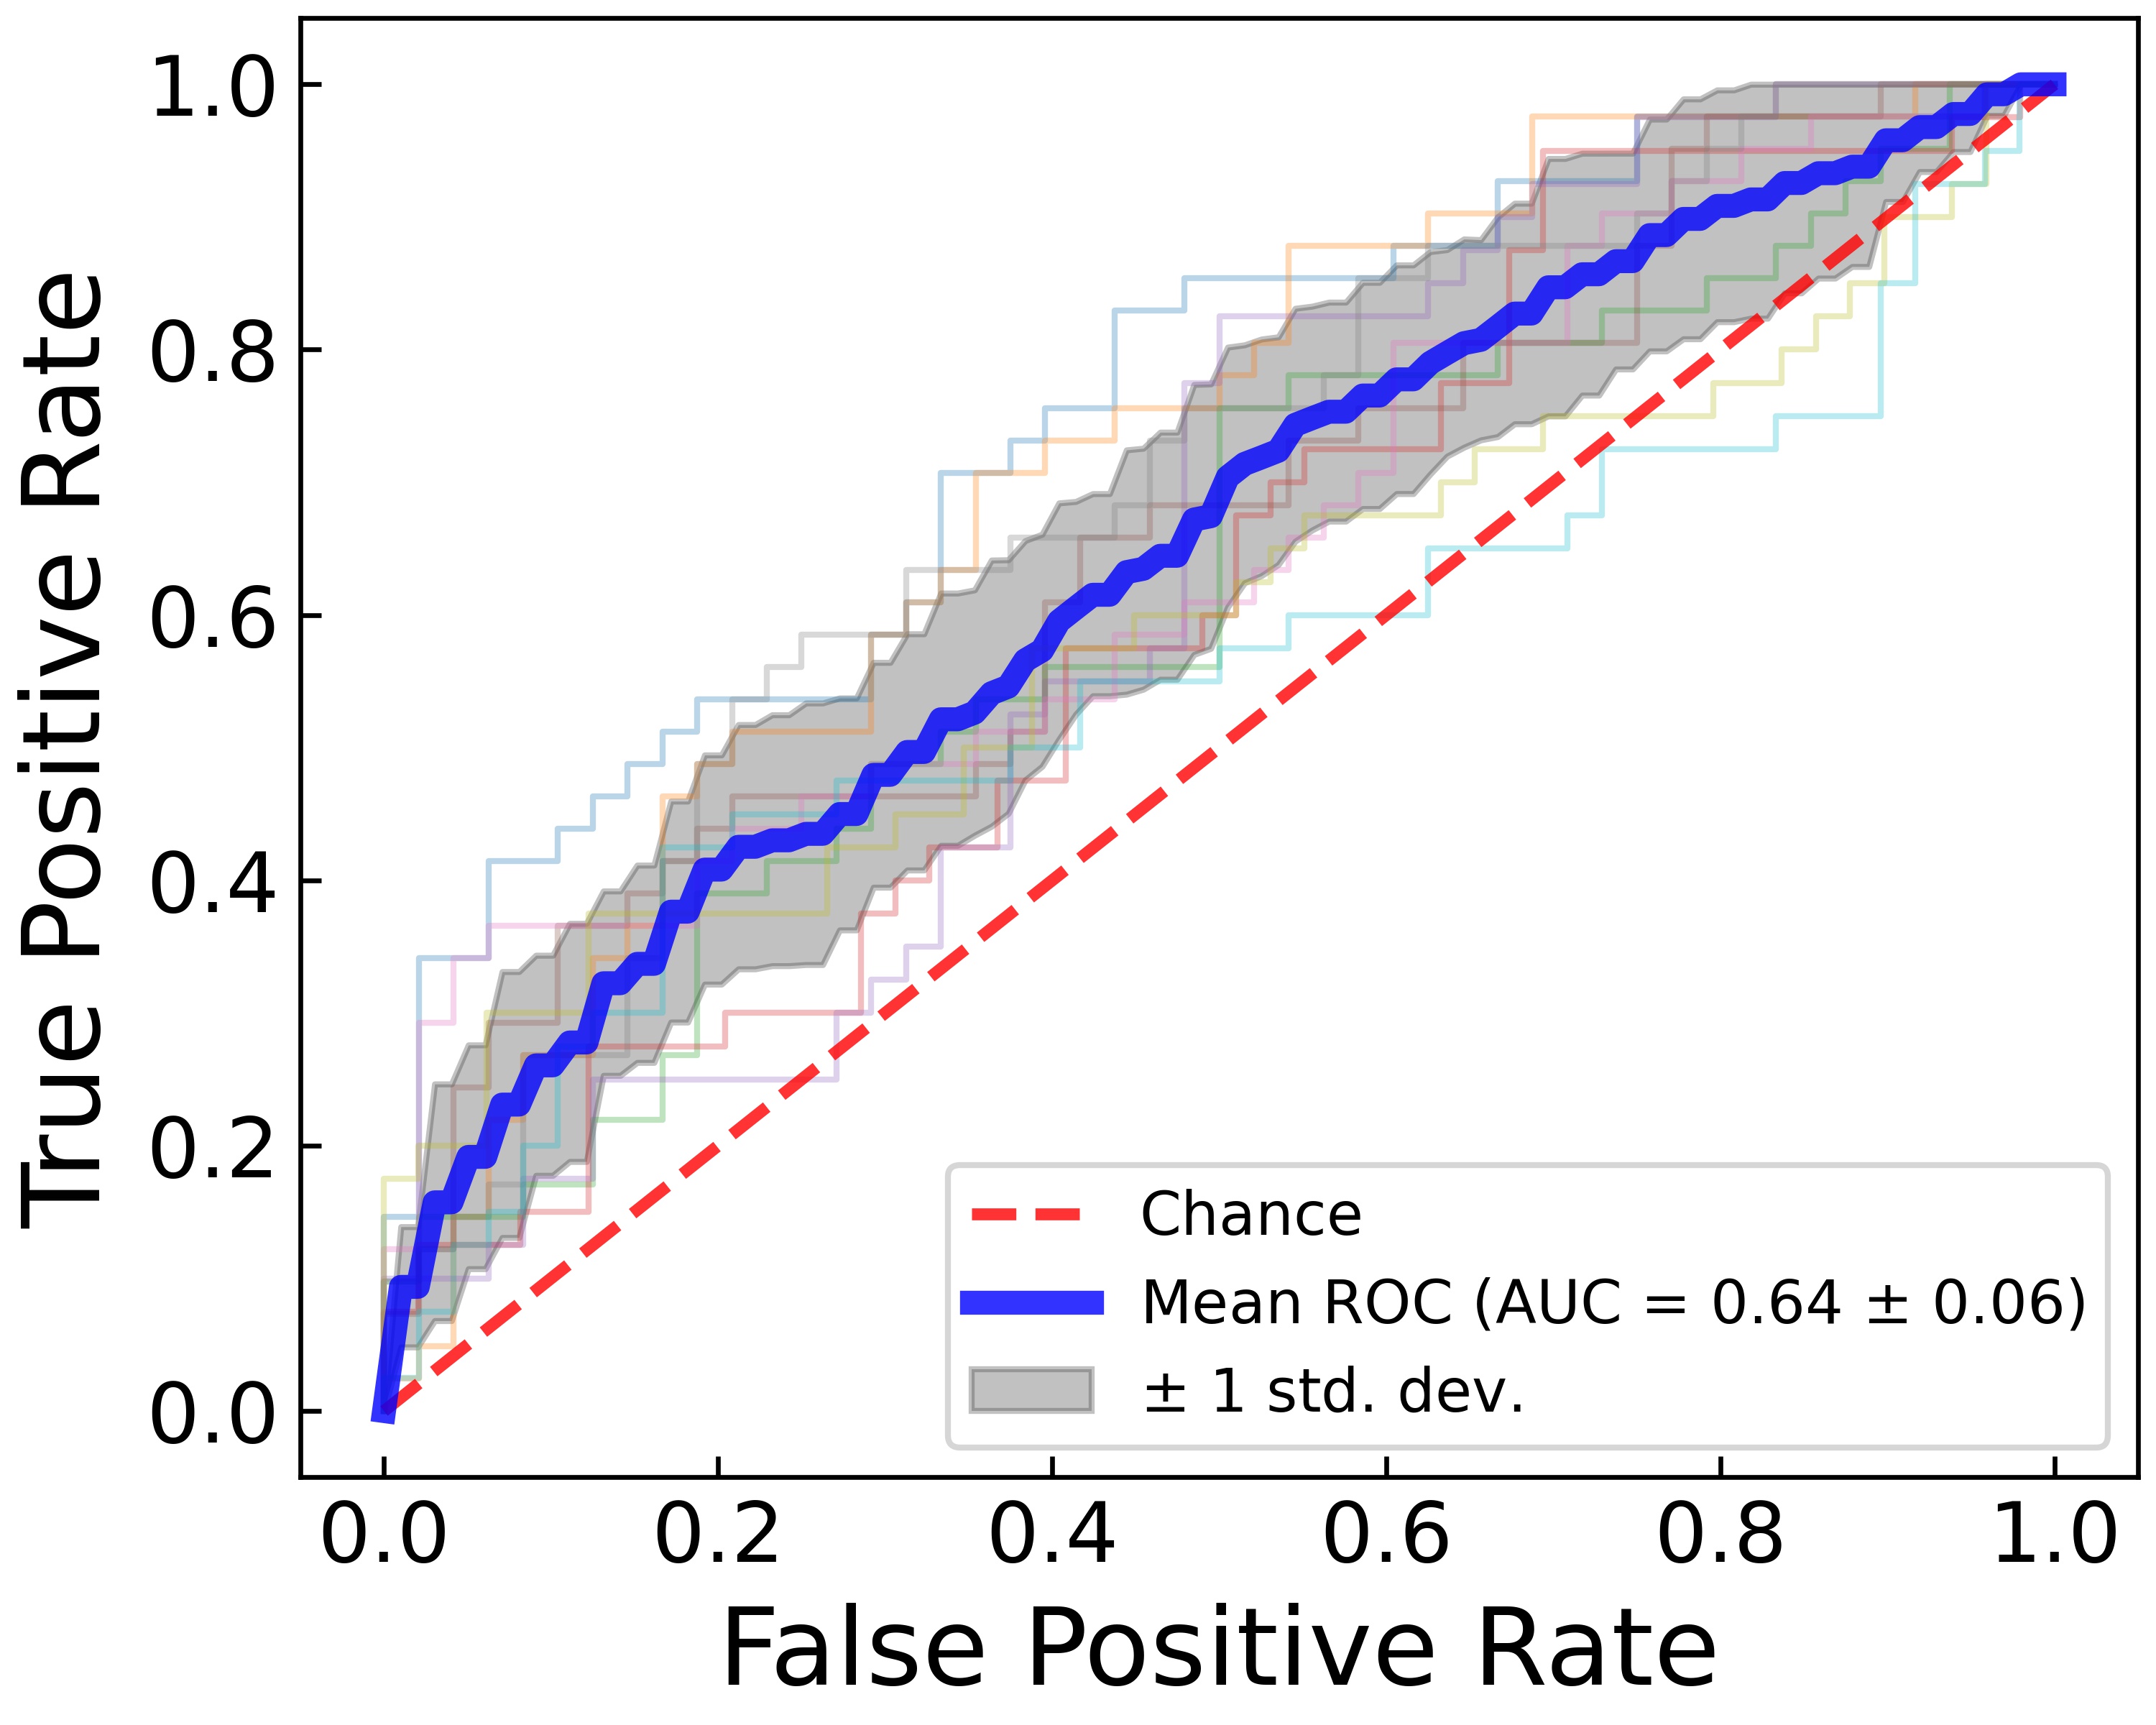 True Positive Rate
1.0
0.8
0.6
0.4
0.2
0.0
Chance
Mean ROC (AUC = 0.64 ± 0.06)
± 1 std. dev.
0.0 0.2 0.4 0.6 0.8 1.0
False Positive Rate